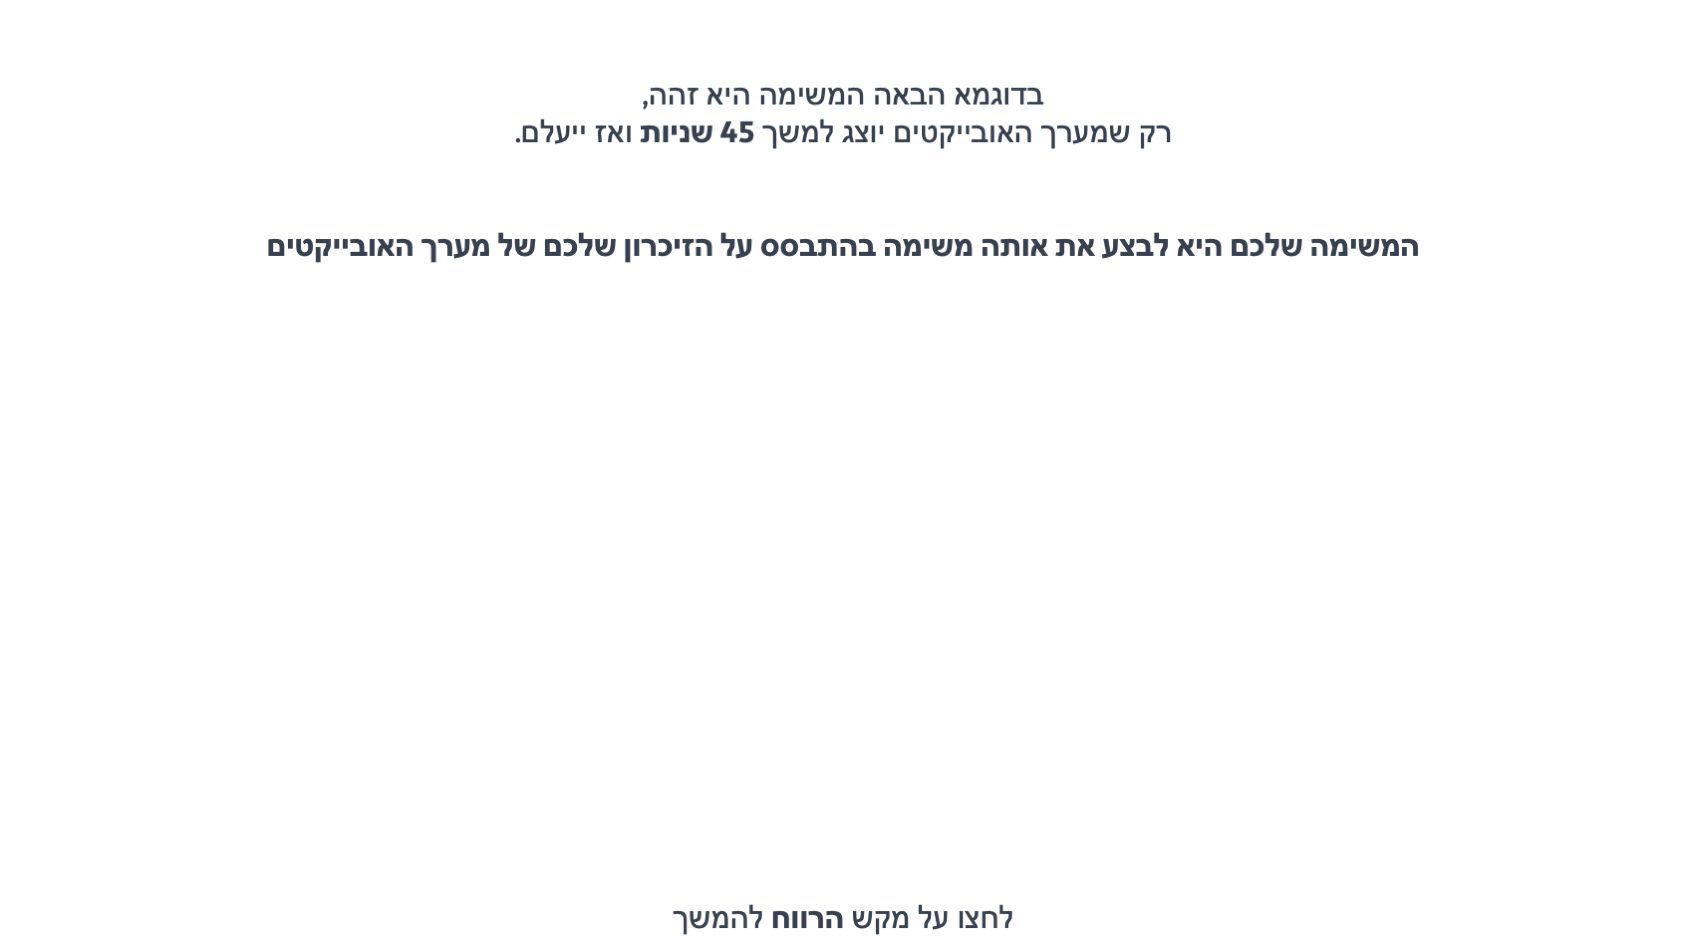 בדוגמא הבאה המשימה היא זהה,
רק שמערך האובייקטים יוצג למשך 45 שניות ואז ייעלם.
המשימה שלכם היא לבצע את אותה משימה בהתבסס על הזיכרון שלכם של מערך האובייקטים
לחצו על מקש הרווח להמשך